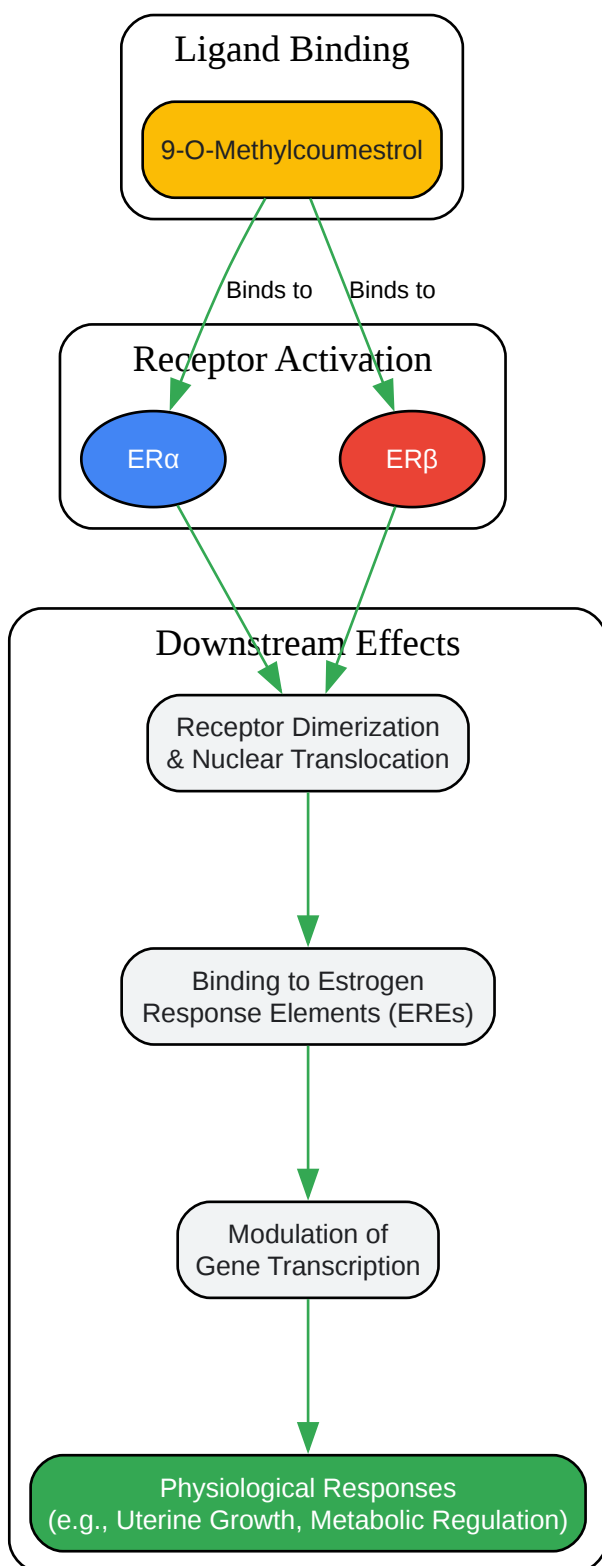 Ligand Binding
9-O-Methylcoumestrol
Binds to
Binds to
Receptor Activation
ERα
ERβ
Downstream Effects
Receptor Dimerization
& Nuclear Translocation
Binding to Estrogen
Response Elements (EREs)
Modulation of
Gene Transcription
Physiological Responses
(e.g., Uterine Growth, Metabolic Regulation)